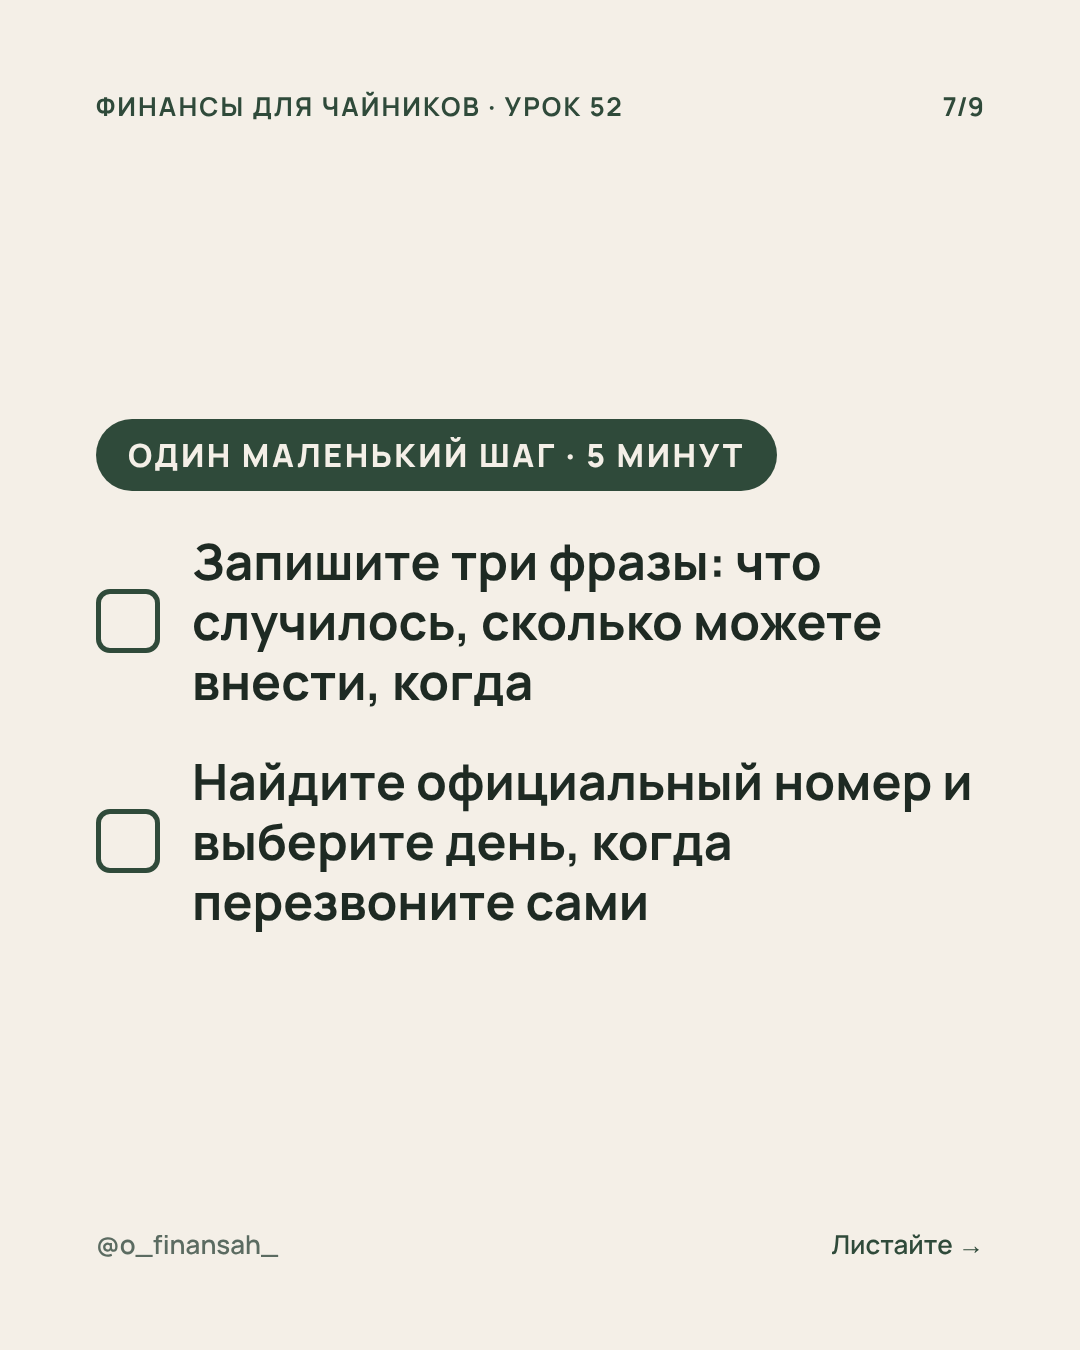 ФИНАНСЫ ДЛЯ ЧАЙНИКОВ · УРОК 52
7/9
ОДИН МАЛЕНЬКИЙ ШАГ · 5 МИНУТ
Запишите три фразы: что
случилось, сколько можете
внести, когда
Найдите официальный номер и
выберите день, когда
перезвоните сами
@o_finansah_
Листайте →